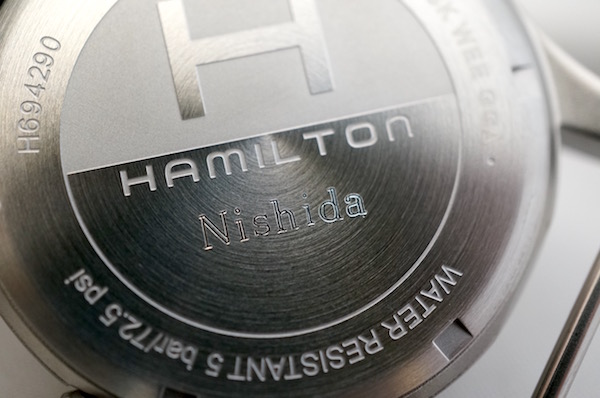 H
HAMILTON
Nishida
H694290
WATER RESISTANT 5 bar/72.5 psi